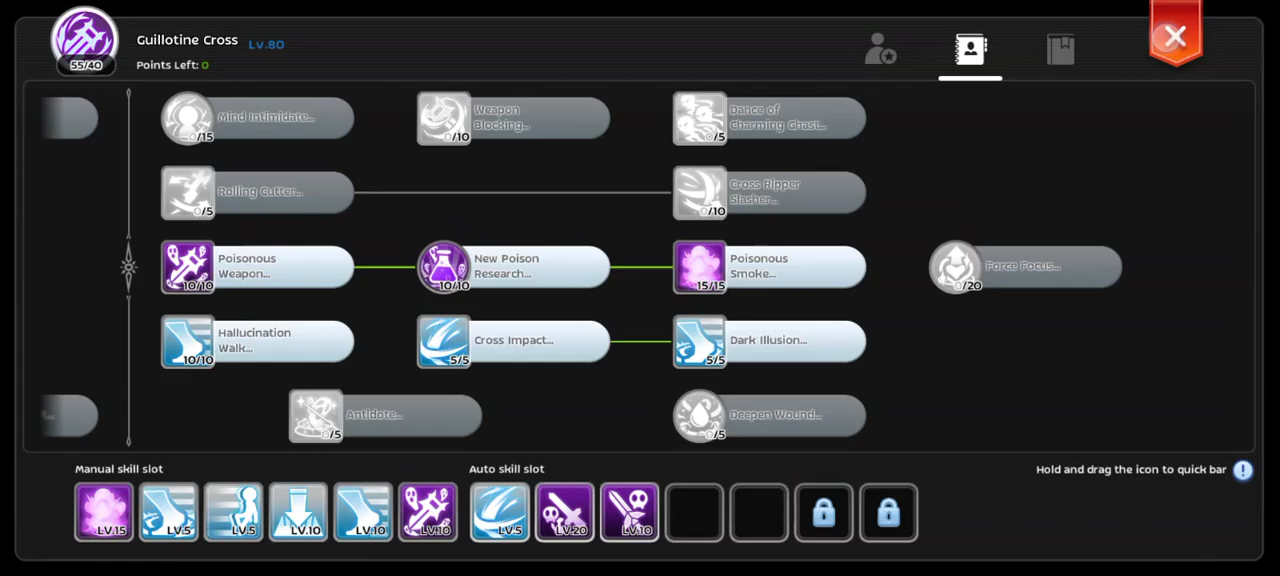 Guillotine Cross Lv.80
55/40
Points Left: 0
Mind Intimidate...
0/15
Weapon
Blocking...
0/10
Dance of
Charming Ghast...
0/5
Rolling Cutter...
0/5
Cross Ripper
Slasher...
0/10
Poisonous
Weapon...
10/10
New Poison
Research...
10/10
Poisonous
Smoke...
15/15
Force Focus...
0/20
Hallucination
Walk...
10/10
Cross Impact...
5/5
Dark Illusion...
5/5
Antidote...
0/5
Deepen Wound...
0/5
Manual skill slot
Auto skill slot
Hold and drag the icon to quick bar
LV.15
LV.5
LV.5
LV.10
LV.10
LV.10
LV.5
LV.20
LV.10